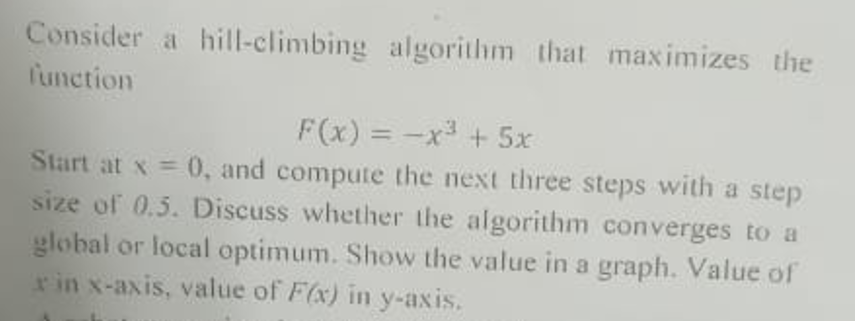 Consider a hill-climbing algorithm that maximizes the
function
F(x) = −x³ + 5x
Start at x = 0, and compute the next three steps with a step
size of 0.5. Discuss whether the algorithm converges to a
global or local optimum. Show the value in a graph. Value of
x in x-axis, value of F(x) in y-axis.